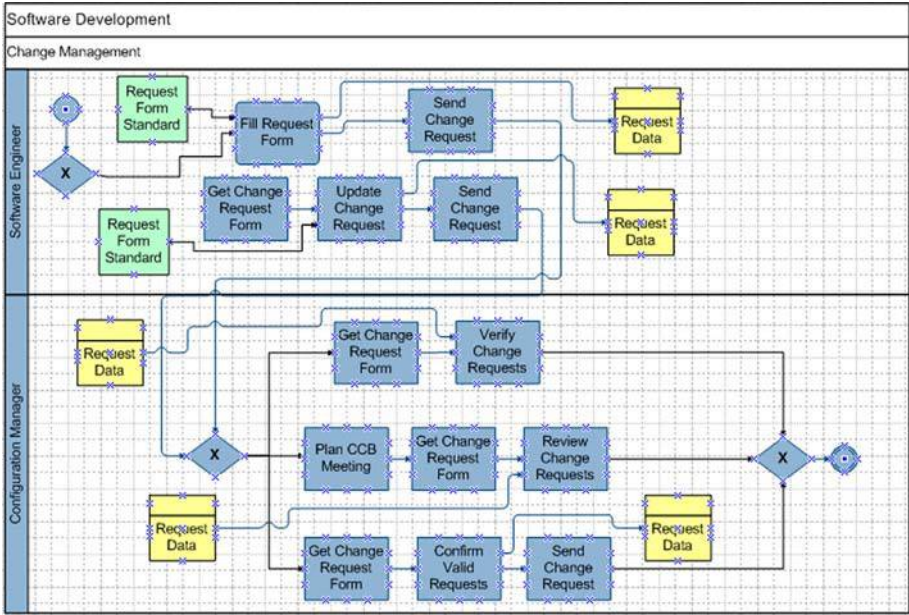 Software Development
Change Management
Software Engineer
Request
Form
Standard
Fill Request
Form
Send
Change
Request
Request
Data
X
Get Change
Request
Form
Update
Change
Request
Send
Change
Request
Request
Data
Request
Form
Standard
Configuration Manager
Request
Data
Get Change
Request
Form
Verify
Change
Requests
X
Plan CCB
Meeting
Get Change
Request
Form
Review
Change
Requests
X
Request
Data
Get Change
Request
Form
Confirm
Valid
Requests
Send
Change
Request
Request
Data